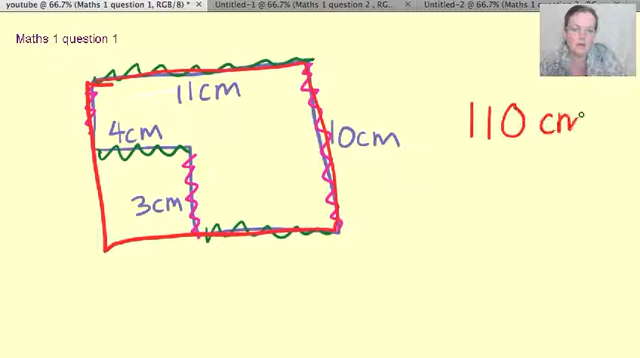 youtube @ 66.7% (Maths 1 question 1, RGB/8) *
Untitled-1 @ 66.7% (Maths 1 question 2 , RG...
Untitled-2 @ 66.7% (Maths 1 question
Maths 1 question 1
11cm
4cm
10cm
110 cm
3cm